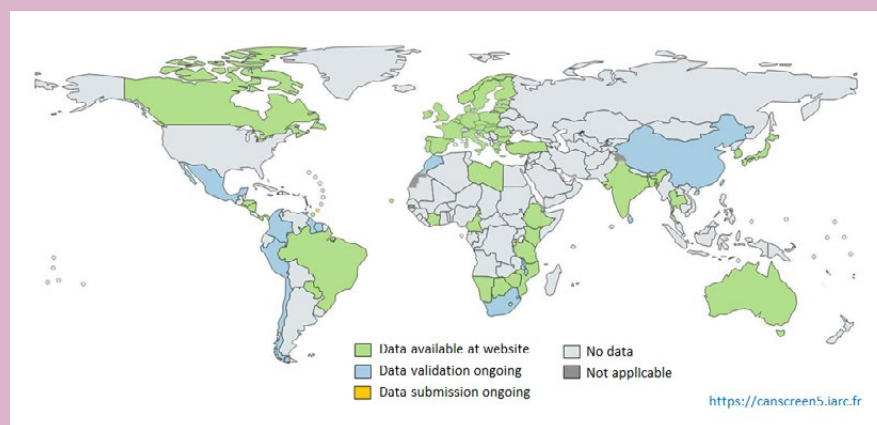 Data available at website
Data validation ongoing
Data submission ongoing
No data
Not applicable
https://canscreen5.iarc.fr